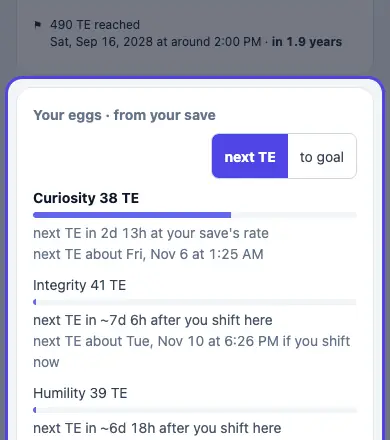 490 TE reached
Sat, Sep 16, 2028 at around 2:00 PM · in 1.9 years
Your eggs · from your save
next TE
to goal
Curiosity 38 TE
next TE in 2d 13h at your save's rate
next TE about Fri, Nov 6 at 1:25 AM
Integrity 41 TE
next TE in ~7d 6h after you shift here
next TE about Tue, Nov 10 at 6:26 PM if you shift
now
Humility 39 TE
next TE in ~6d 18h after you shift here